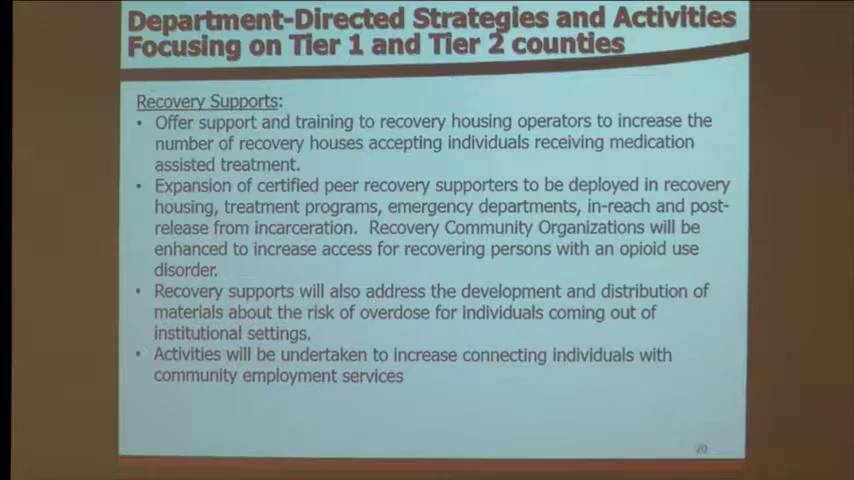 Department-Directed Strategies and Activities
Focusing on Tier 1 and Tier 2 counties
Recovery Supports:
• Offer support and training to recovery housing operators to increase the
number of recovery houses accepting individuals receiving medication
assisted treatment.
• Expansion of certified peer recovery supporters to be deployed in recovery
housing, treatment programs, emergency departments, in-reach and post-
release from incarceration. Recovery Community Organizations will be
enhanced to increase access for recovering persons with an opioid use
disorder.
• Recovery supports will also address the development and distribution of
materials about the risk of overdose for individuals coming out of
institutional settings.
• Activities will be undertaken to increase connecting individuals with
community employment services
20